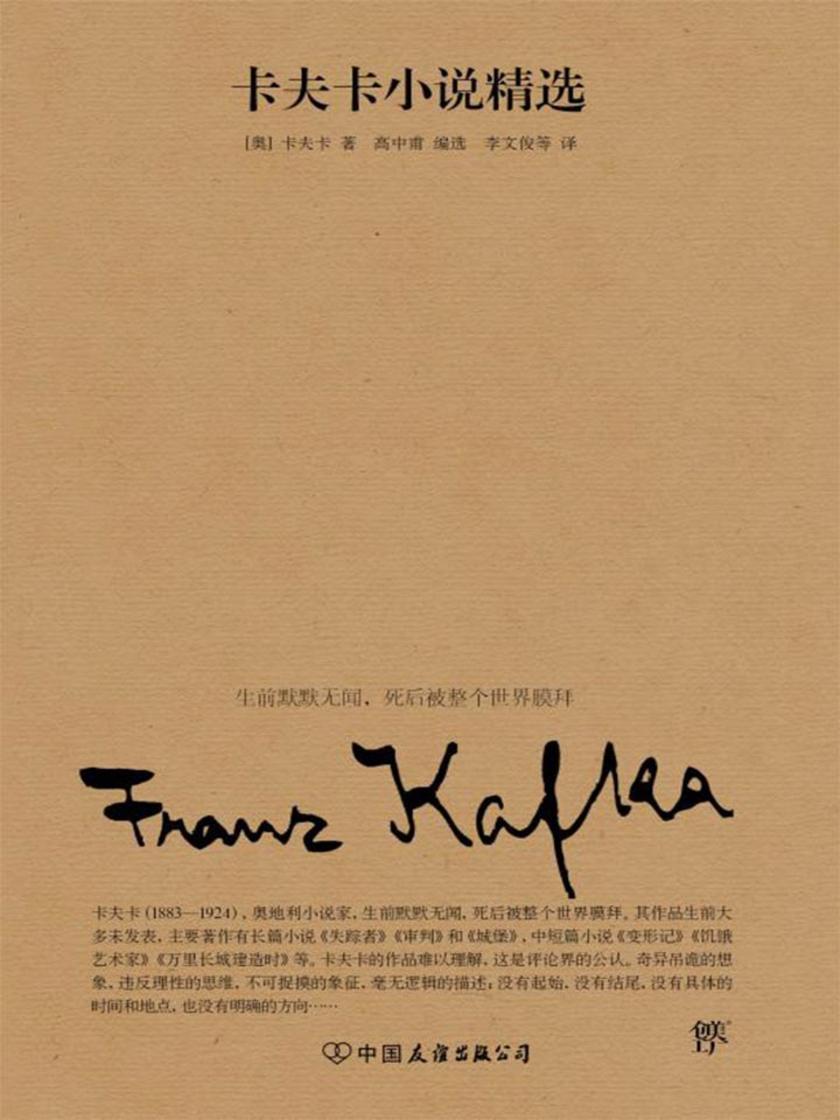 卡夫卡小说精选
[奥] 卡夫卡 著 高中甫 编选 李文俊等 译
生前默默无闻，死后被整个世界膜拜
Franz Kafka
卡夫卡（1883—1924），奥地利小说家，生前默默无闻，死后被整个世界膜拜。其作品生前大
多未发表，主要著作有长篇小说《失踪者》《审判》和《城堡》，中短篇小说《变形记》《饥饿
艺术家》《万里长城建造时》等。卡夫卡的作品难以理解，这是评论界的公认。奇异吊诡的想
象，违反理性的思维，不可捉摸的象征，毫无逻辑的描述；没有起始，没有结尾，没有具体的
时间和地点，也没有明确的方向……
创美工厂®
中国友谊出版公司